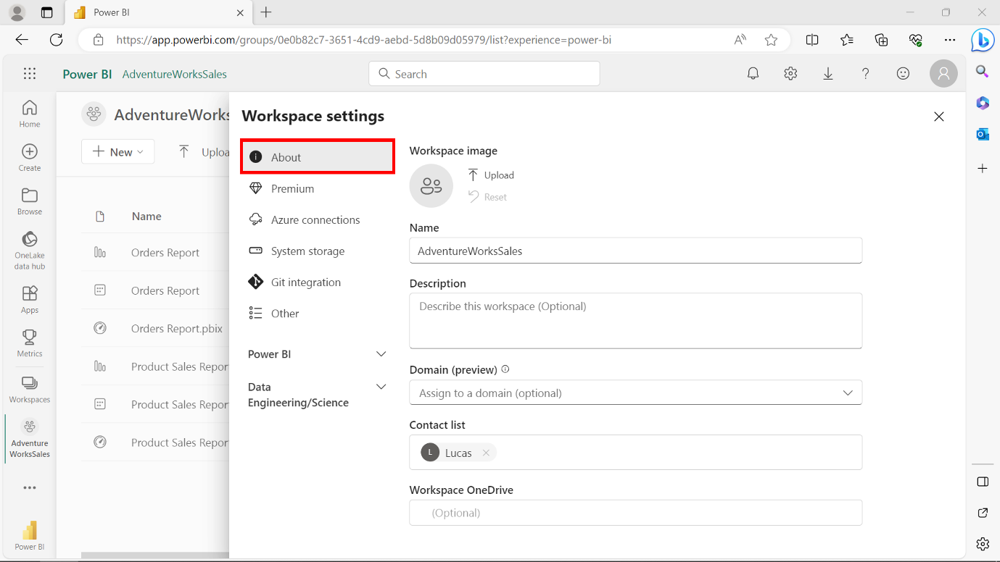 Power BI
https://app.powerbi.com/groups/0e0b82c7-3651-4cd9-aebd-5d8b09d05979/list?experience=power-bi
Power BI AdventureWorksSales
Search
Home
Create
Browse
OneLake
data hub
Apps
Metrics
Workspaces
Adventure
WorksSales
Power BI
AdventureWorks
New
Uploa
Name
Orders Report
Orders Report
Orders Report.pbix
Product Sales Repor
Product Sales Repor
Product Sales Repor
Workspace settings
About
Premium
Azure connections
System storage
Git integration
Other
Power BI
Data
Engineering/Science
Workspace image
Upload
Reset
Name
AdventureWorksSales
Description
Describe this workspace (Optional)
Domain (preview)
Assign to a domain (optional)
Contact list
L Lucas
Workspace OneDrive
(Optional)